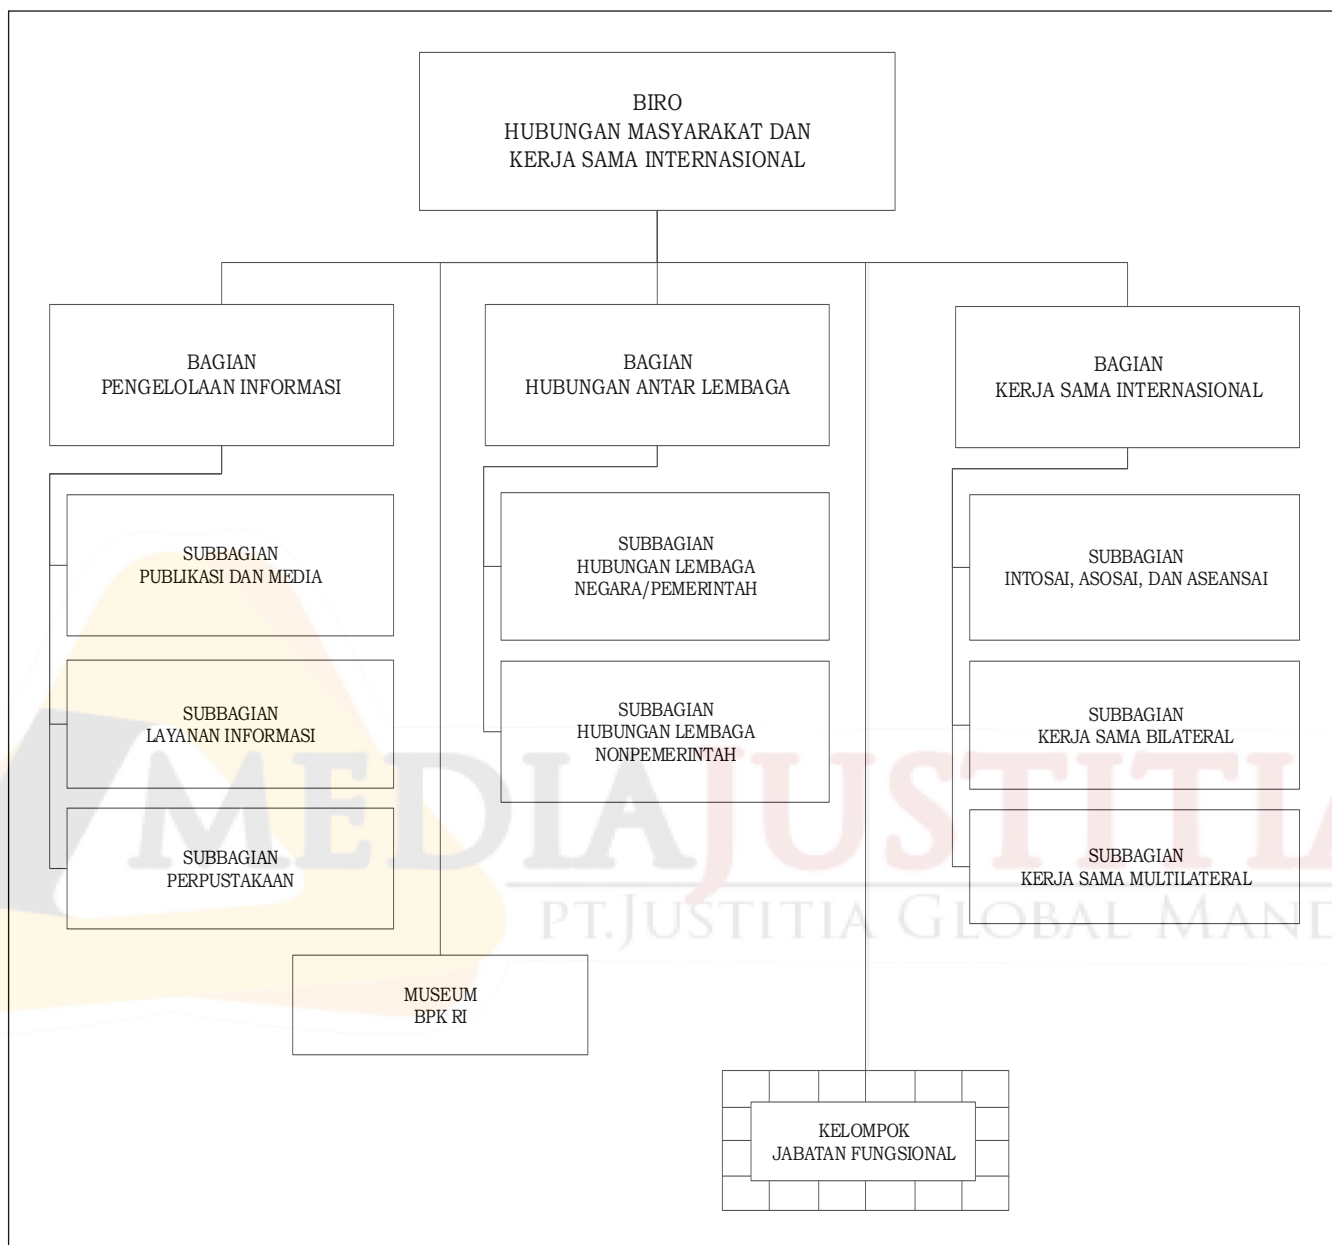 BIRO
HUBUNGAN MASYARAKAT DAN
KERJA SAMA INTERNASIONAL
BAGIAN
PENGELOLAAN INFORMASI
BAGIAN
HUBUNGAN ANTAR LEMBAGA
BAGIAN
KERJA SAMA INTERNASIONAL
SUBBAGIAN
PUBLIKASI DAN MEDIA
SUBBAGIAN
HUBUNGAN LEMBAGA
NEGARA/PEMERINTAH
SUBBAGIAN
INTOSAI, ASOSAI, DAN ASEANSAI
SUBBAGIAN
LAYANAN INFORMASI
SUBBAGIAN
HUBUNGAN LEMBAGA
NONPEMERINTAH
SUBBAGIAN
KERJA SAMA BILATERAL
SUBBAGIAN
PERPUSTAKAAN
SUBBAGIAN
KERJA SAMA MULTILATERAL
MEDIAJUSTITIA
PT.JUSTITIA GLOBAL MAND
MUSEUM
BPK RI
KELOMPOK
JABATAN FUNGSIONAL